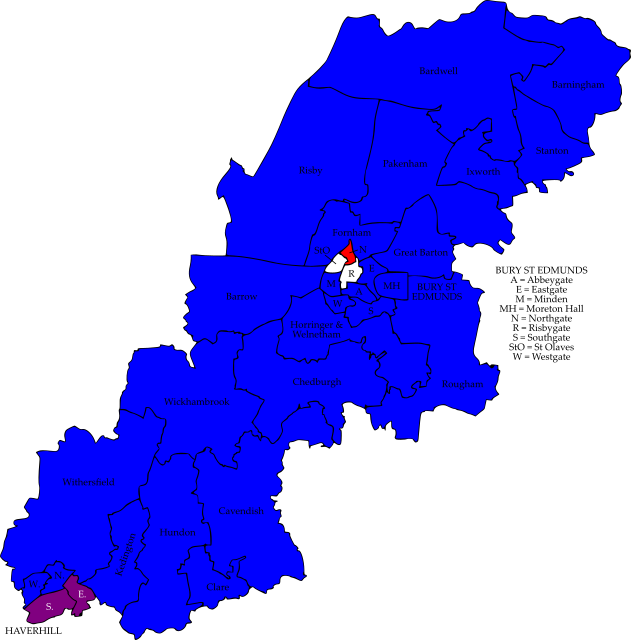 Bardwell
Barningham
Stanton
Risby
Pakenham
Ixworth
Fornham
StO
N
Great Barton
E
R
M
MH
BURY ST
EDMUNDS
A
W
S
Barrow
Horringer &
Whelnetham
Chedburgh
Rougham
Wickhambrook
Withersfield
Cavendish
Hundon
Kedington
Clare
N
W
E.
S.
HAVERHILL
BURY ST EDMUNDS
A = Abbeygate
E = Eastgate
M = Minden
MH = Moreton Hall
N = Northgate
R = Risbygate
S = Southgate
StO = St Olaves
W = Westgate